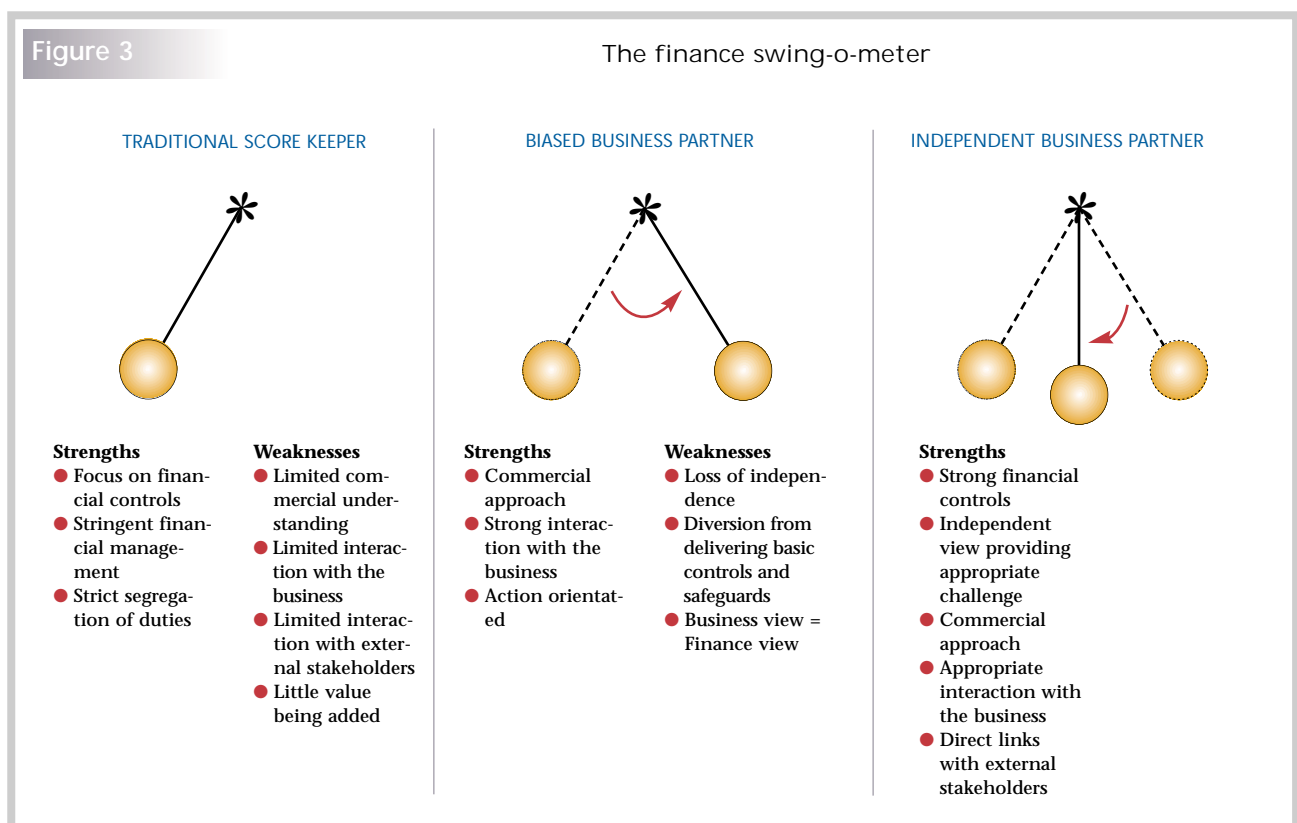 Figure 3
The finance swing-o-meter
TRADITIONAL SCORE KEEPER
Strengths
● Focus on finan-
cial controls
● Stringent finan-
cial manage-
ment
● Strict segrega-
tion of duties
Weaknesses
● Limited com-
mercial under-
standing
● Limited interac-
tion with the
business
● Limited interac-
tion with exter-
nal stakeholders
● Little value
being added
BIASED BUSINESS PARTNER
Strengths
● Commercial
approach
● Strong interac-
tion with the
business
● Action orientat-
ed
Weaknesses
● Loss of indepen-
dence
● Diversion from
delivering basic
controls and
safeguards
● Business view =
Finance view
INDEPENDENT BUSINESS PARTNER
Strengths
● Strong financial
controls
● Independent
view providing
appropriate
challenge
● Commercial
approach
● Appropriate
interaction with
the business
● Direct links
with external
stakeholders